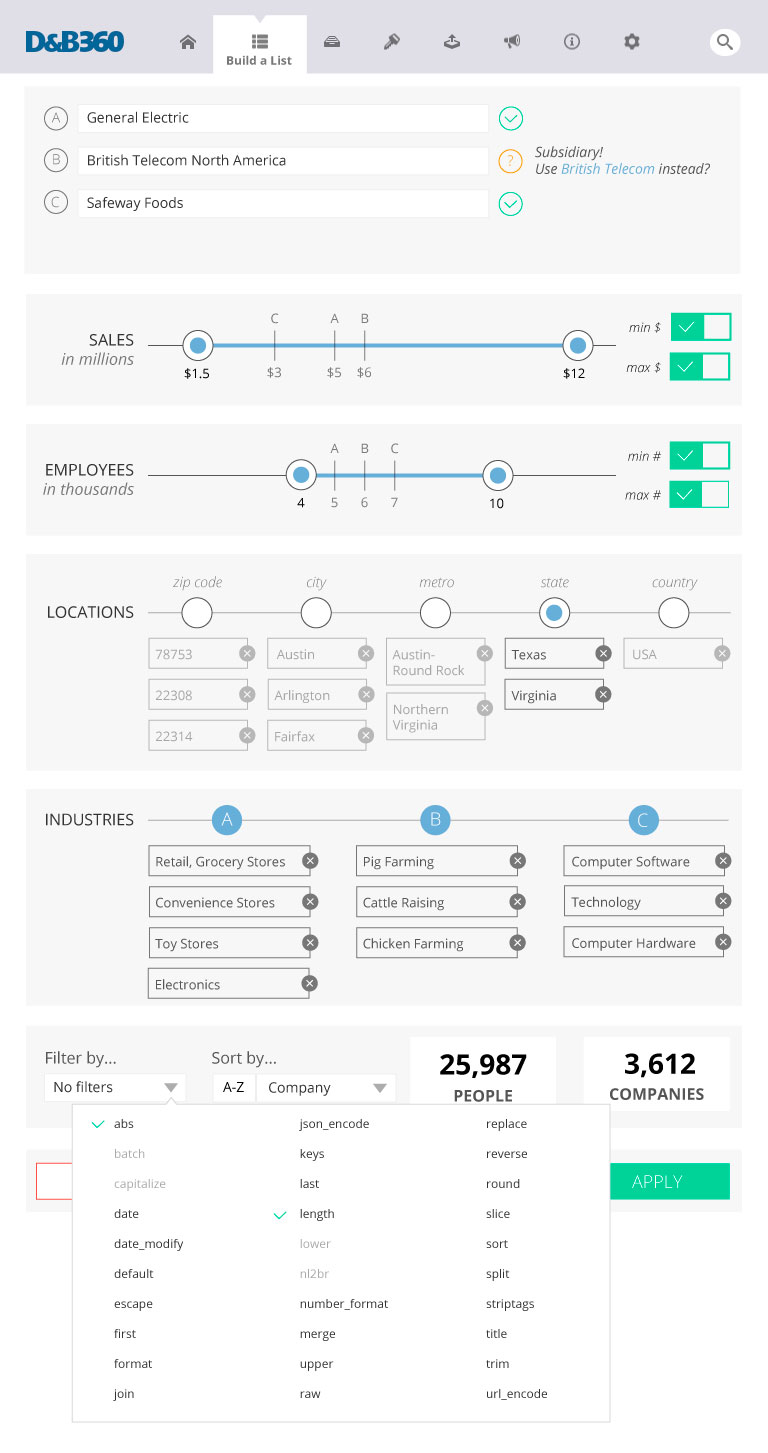 D&B360
Build a List
A General Electric
B British Telecom North America ? Subsidiary!
Use British Telecom instead?
C Safeway Foods
SALES
in millions
C A B
$1.5 $3 $5 $6 $12
min $
max $
EMPLOYEES
in thousands
A B C
4 5 6 7 10
min #
max #
LOCATIONS
zip code city metro state country
78753 Austin Austin-
Round Rock Texas USA
22308 Arlington Northern
Virginia Virginia
22314 Fairfax
INDUSTRIES A B C
Retail, Grocery Stores Pig Farming Computer Software
Convenience Stores Cattle Raising Technology
Toy Stores Chicken Farming Computer Hardware
Electronics
Filter by... Sort by...
No filters A-Z Company
25,987
PEOPLE
3,612
COMPANIES
APPLY
abs json_encode replace
batch keys reverse
capitalize last round
date length slice
date_modify lower sort
default nl2br split
escape number_format striptags
first merge title
format upper trim
join raw url_encode